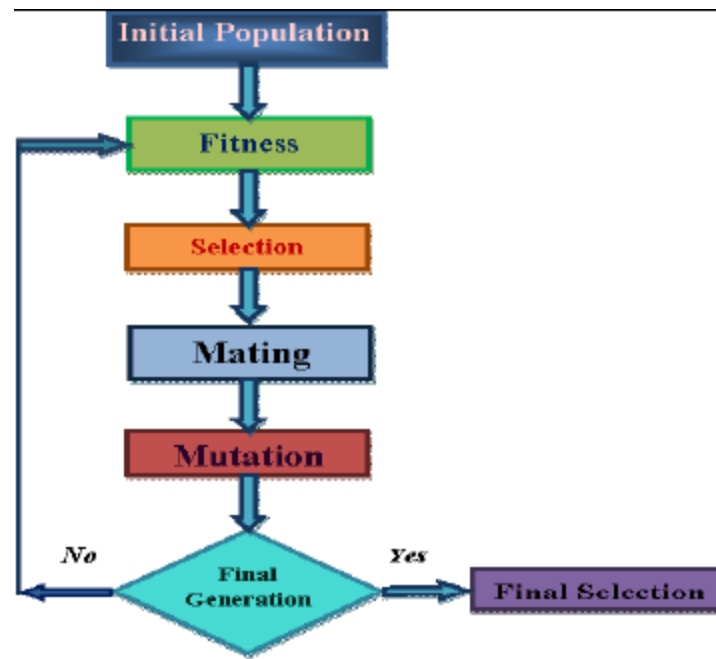 Initial Population
Fitness
Selection
Mating
Mutation
No
Yes
Final
Generation
Final Selection